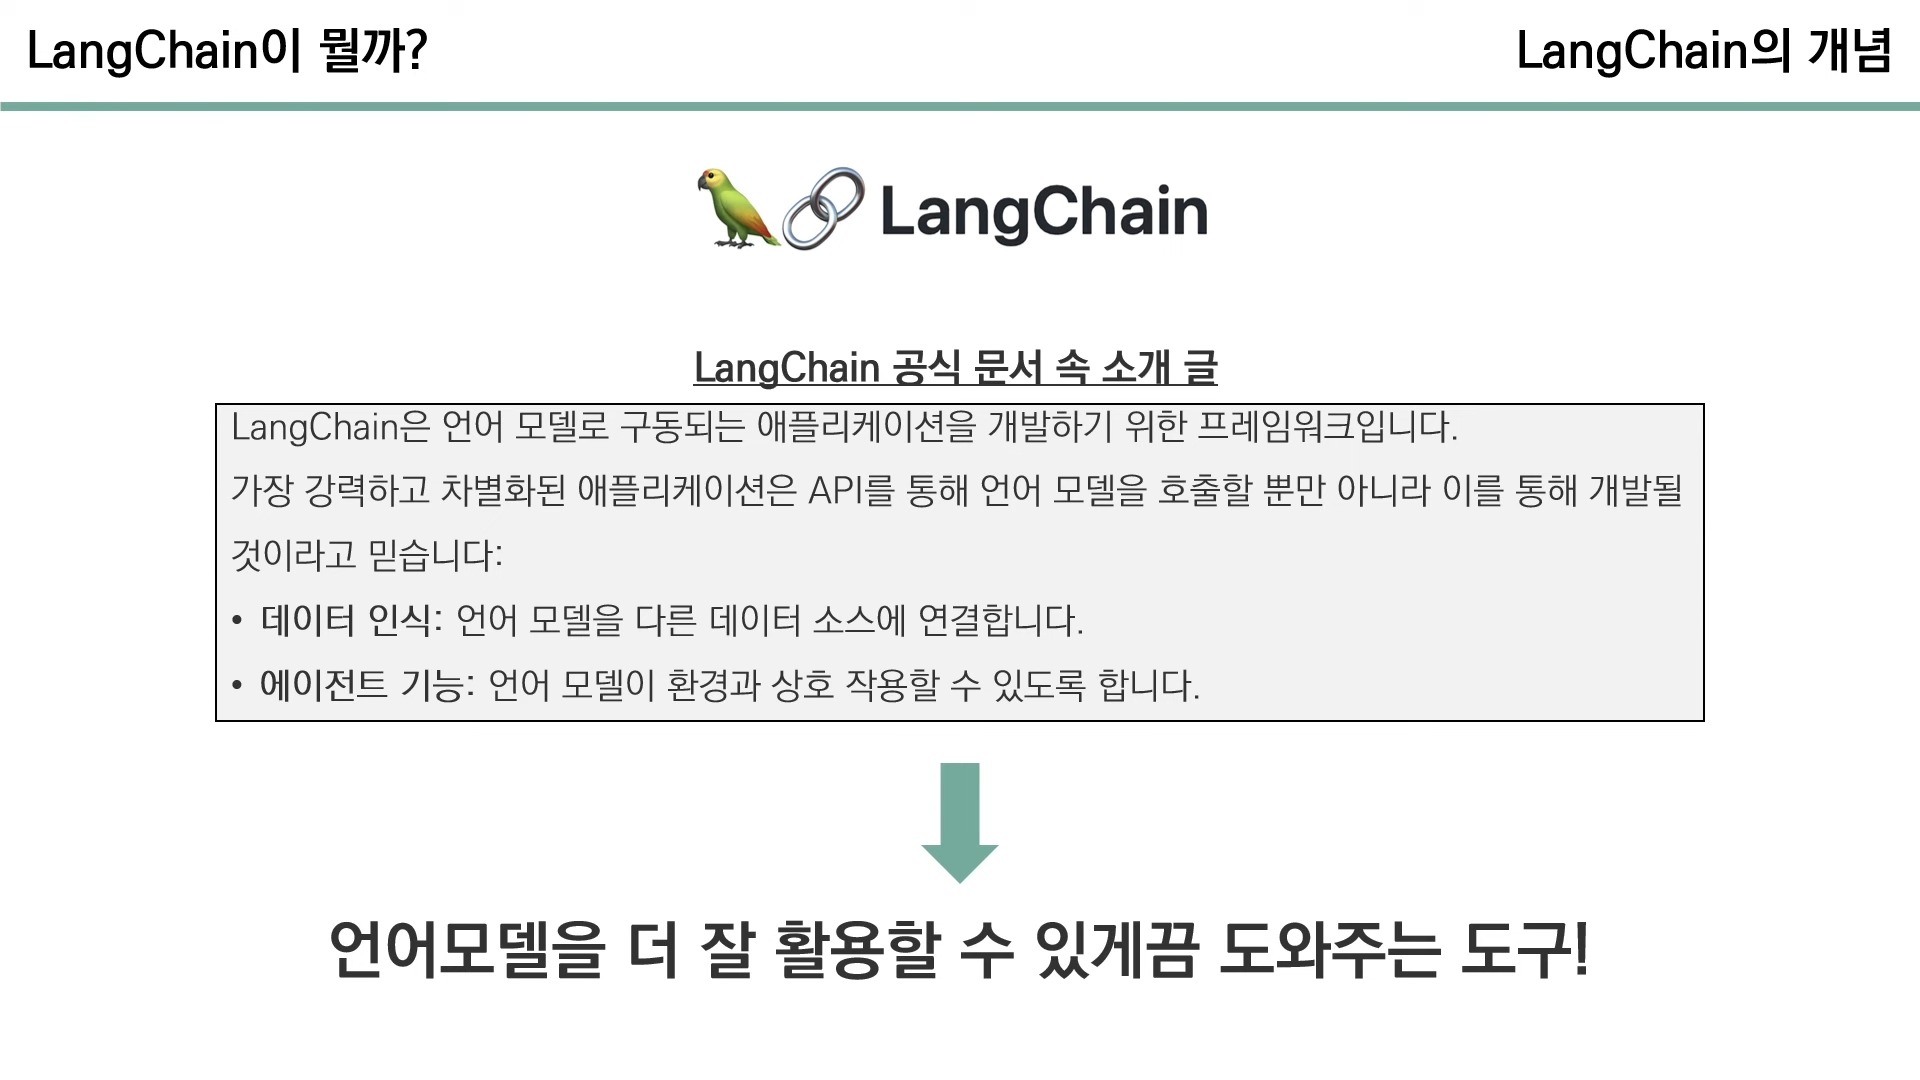 LangChain이 뭘까?
LangChain의 개념
LangChain
LangChain 공식 문서 속 소개 글
LangChain은 언어 모델로 구동되는 애플리케이션을 개발하기 위한 프레임워크입니다.
가장 강력하고 차별화된 애플리케이션은 API를 통해 언어 모델을 호출할 뿐만 아니라 이를 통해 개발될
것이라고 믿습니다:
• 데이터 인식: 언어 모델을 다른 데이터 소스에 연결합니다.
• 에이전트 기능: 언어 모델이 환경과 상호 작용할 수 있도록 합니다.
언어모델을 더 잘 활용할 수 있게끔 도와주는 도구!